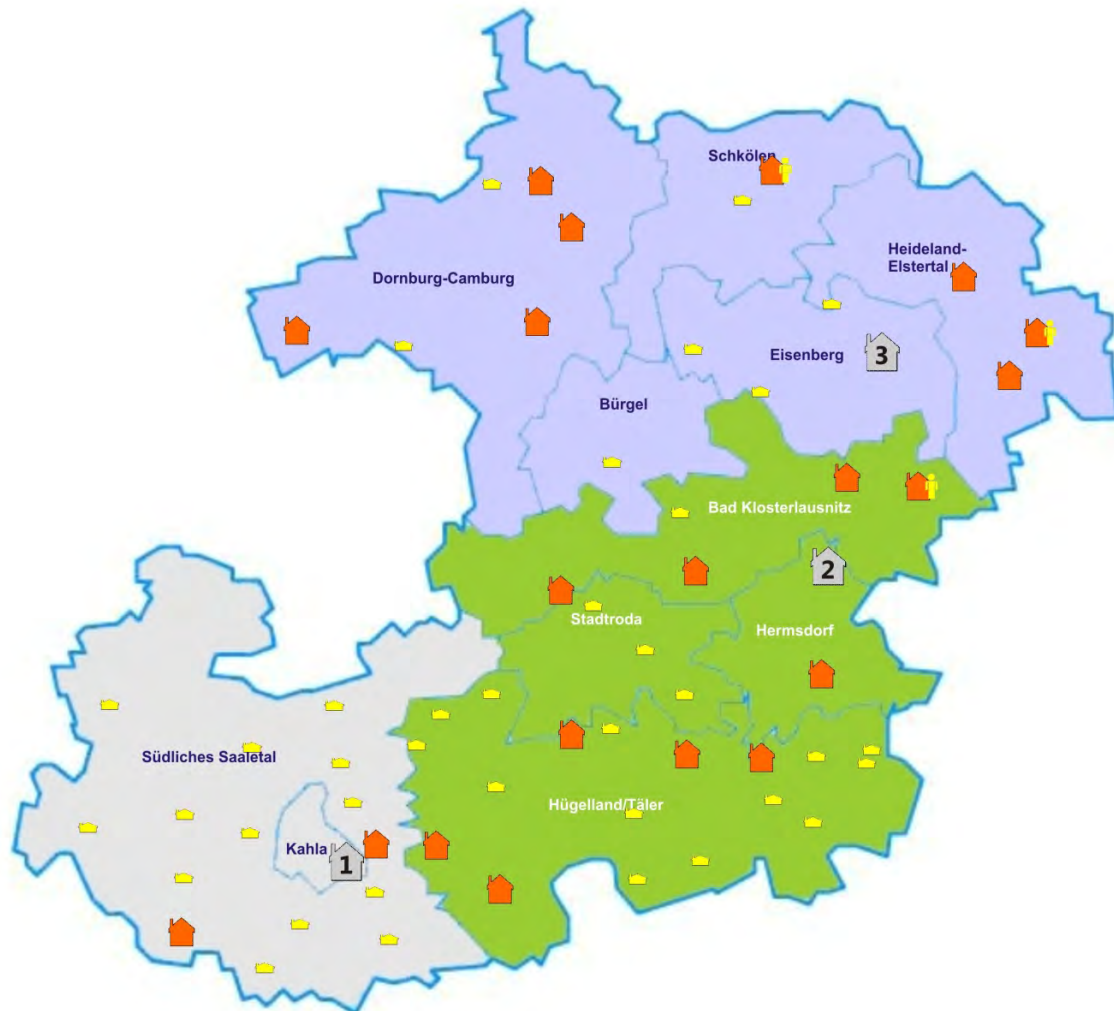 Schkölen
Heideland-
Elstertal
Dornburg-Camburg
3
Eisenberg
Bürgel
Bad Klosterlausnitz
2
Stadtroda
Hermsdorf
Südliches Saaletal
Hügelland/Täler
Kahla
1